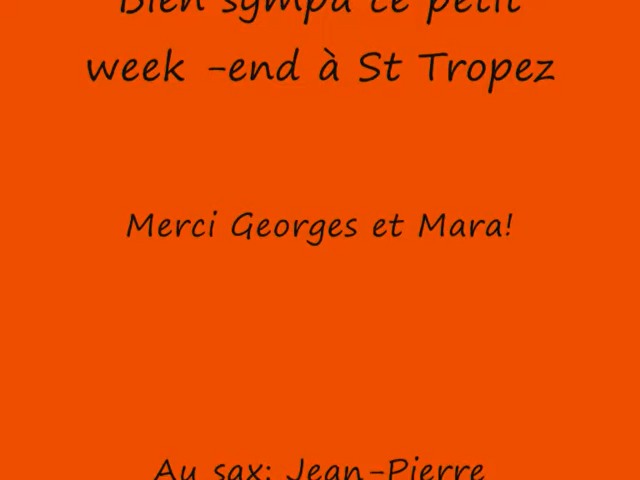 Bien sympa ce petit
week -end à St Tropez
Merci Georges et Mara!
Au sax: Jean-Pierre